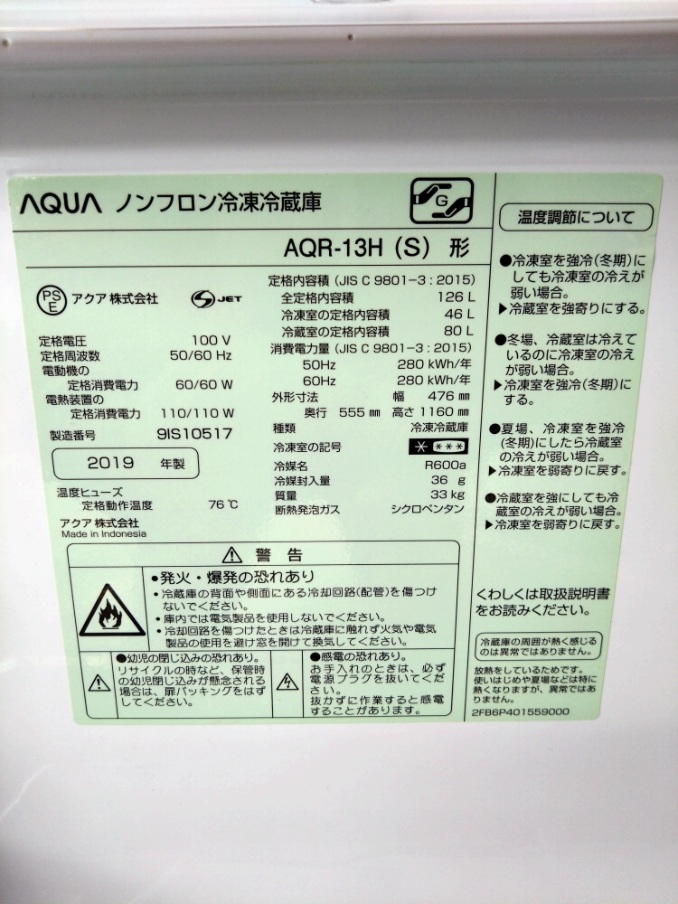 AQUA ノンフロン冷凍冷蔵庫
G
AQR-13H (S) 形
PS E アクア 株式会社 S JET
定格電圧 100 V
定格周波数 50/60 Hz
電動機の
定格消費電力 60/60 W
電熱装置の
定格消費電力 110/110 W
製造番号 9IS10517
2019 年製
温度ヒューズ
定格動作温度 76 ℃
アクア 株式会社
Made in Indonesia
定格内容積 (JIS C 9801-3 : 2015)
全定格内容積 126 L
冷凍室の定格内容積 46 L
冷蔵室の定格内容積 80 L
消費電力量 (JIS C 9801-3 : 2015)
50Hz 280 kWh/年
60Hz 280 kWh/年
外形寸法 幅 476 mm
奥行 555 mm 高さ 1160 mm
種類 冷凍冷蔵庫
冷凍室の記号
冷媒名 R600a
冷媒封入量 36 g
質量 33 kg
断熱発泡ガス シクロペンタン
⚠ 警 告
・発火・爆発の恐れあり
・冷蔵庫の背面や側面にある冷却回路(配管)を傷つけ
ないでください。
・庫内では電気製品を使用しないでください。
・冷却回路を傷つけたときは冷蔵庫に触れず火気や電気
製品の使用を避け窓を開けて換気してください。
●幼児の閉じ込みの恐れあり。
リサイクルの時など、保管時
の幼児閉じ込みが懸念される
場合は、扉パッキングをはず
してください。
●感電の恐れあり。
お手入れのときは、必ず
電源プラグを抜いてくだ
さい。
抜かずに作業すると感電
することがあります。
温度調節について
●冷凍室を強冷(冬期)に
しても冷凍室の冷えが
弱い場合。
▶冷蔵室を強寄りにする。
●冬場、冷蔵室は冷えて
いるのに冷凍室の冷え
が弱い場合。
▶冷凍室を強冷(冬期)に
する。
●夏場、冷凍室を強冷
(冬期)にしたら冷蔵室
の冷えが弱い場合。
▶冷凍室を弱寄りに戻す。
●冷蔵室を強にしても冷
蔵室の冷えが弱い場合。
▶冷凍室を弱寄りに戻す。
くわしくは取扱説明書
をお読みください。
冷蔵庫の周囲が熱く感じる
のは異常ではありません。
放熱をしているためです。
使いはじめや夏場などは特に
熱くなりますが、異常ではあ
りません。
2FB6P401559000